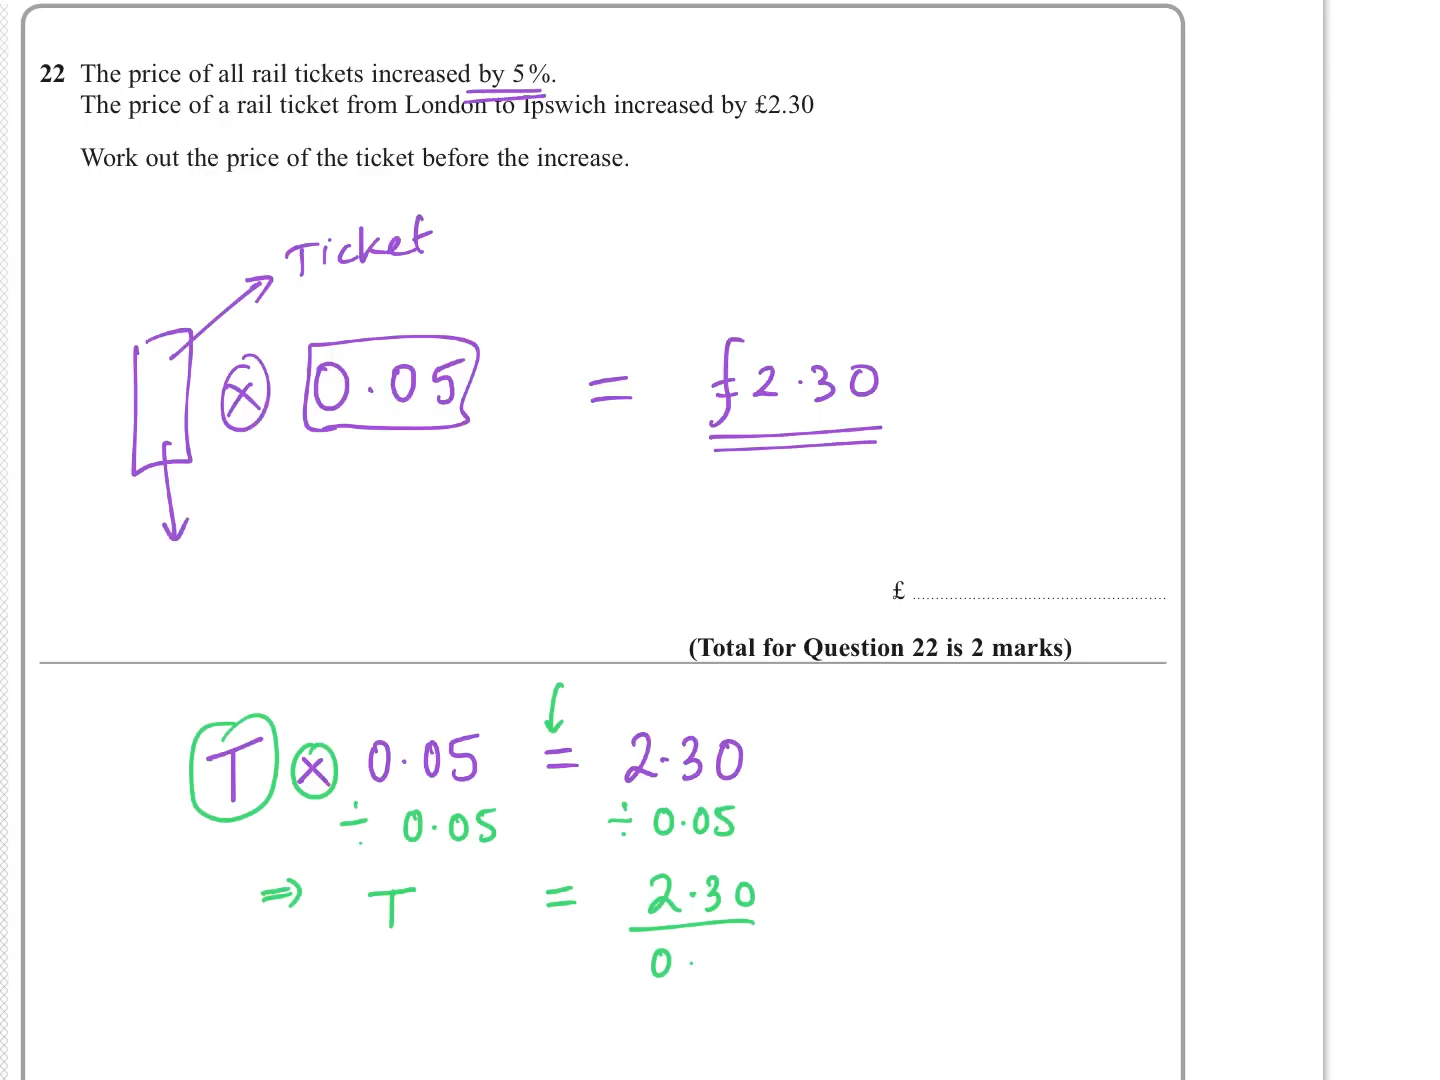 22 The price of all rail tickets increased by 5%.
The price of a rail ticket from London to Ipswich increased by £2.30
Work out the price of the ticket before the increase.
Ticket
× 0.05 = £2.30
£
(Total for Question 22 is 2 marks)
T × 0.05 = 2.30
÷ 0.05 ÷ 0.05
⇒ T = 2.30
0.